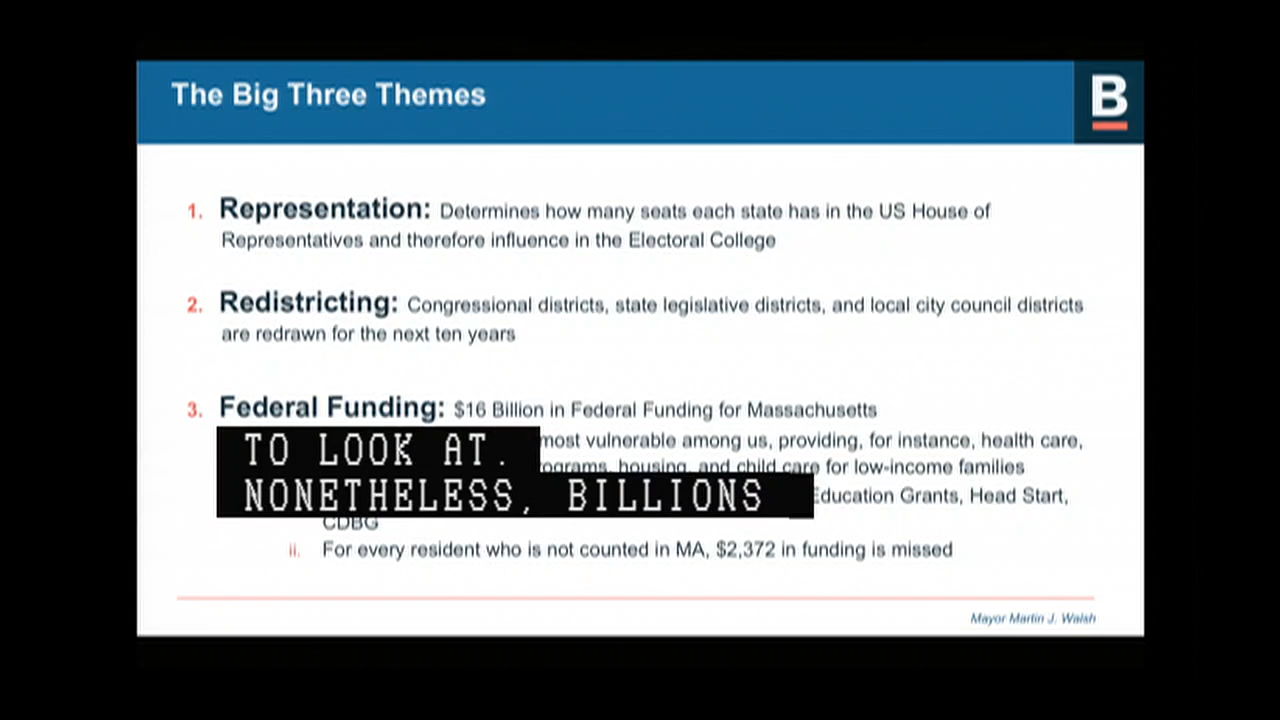 The Big Three Themes
B
1. Representation: Determines how many seats each state has in the US House of
Representatives and therefore influence in the Electoral College
2. Redistricting: Congressional districts, state legislative districts, and local city council districts
are redrawn for the next ten years
3. Federal Funding: $16 Billion in Federal Funding for Massachusetts
most vulnerable among us, providing, for instance, health care,
TO LOOK AT.
housing, and child care for low-income families
NONETHELESS, BILLIONS
Education Grants, Head Start,
CDBG
ii. For every resident who is not counted in MA, $2,372 in funding is missed
Mayor Martin J. Walsh